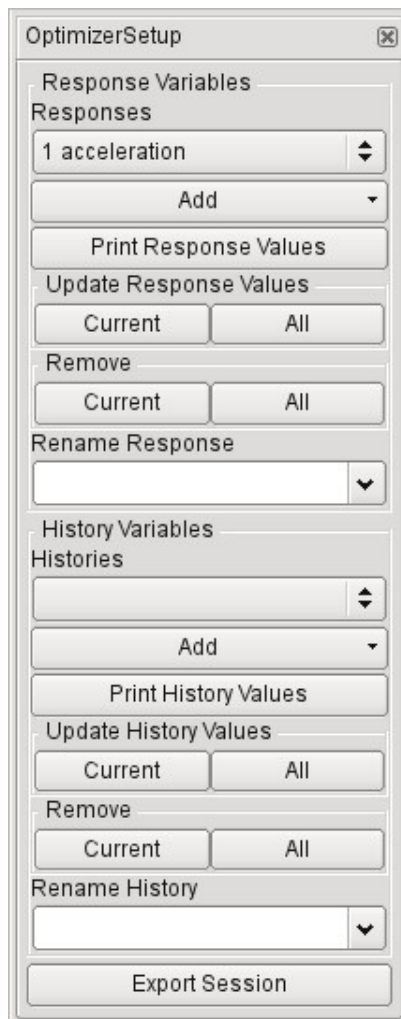 OptimizerSetup
Response Variables
Responses
1 acceleration
Add
Print Response Values
Update Response Values
Current All
Remove
Current All
Rename Response
History Variables
Histories
Add
Print History Values
Update History Values
Current All
Remove
Current All
Rename History
Export Session